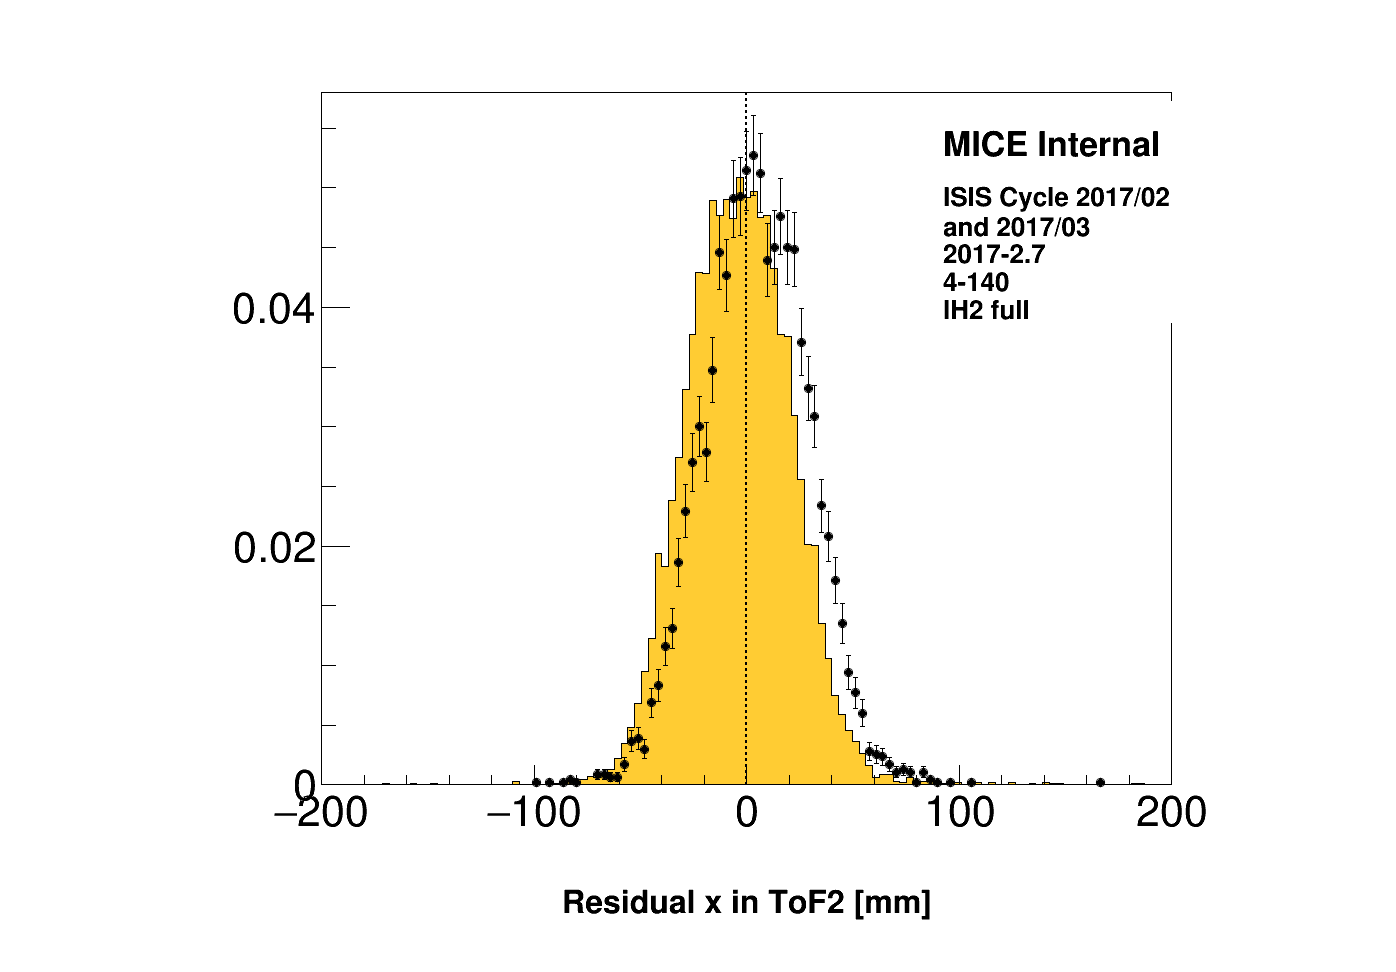 MICE Internal
ISIS Cycle 2017/02
and 2017/03
2017-2.7
4-140
IH2 full
0.04
0.02
0
−200 −100 0 100 200
Residual x in ToF2 [mm]